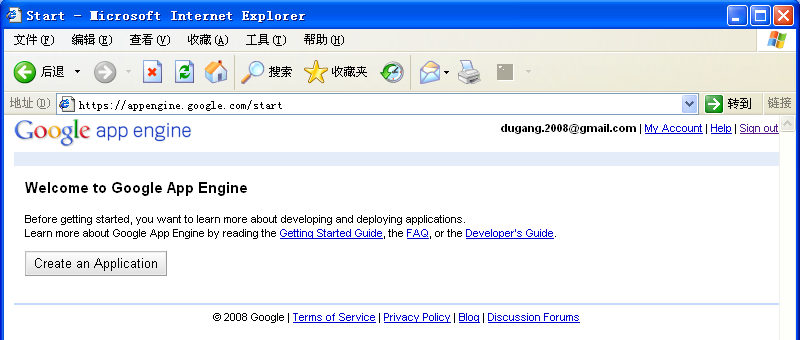 Start - Microsoft Internet Explorer
文件(F) 编辑(E) 查看(V) 收藏(A) 工具(T) 帮助(H)
后退 搜索 收藏夹
地址(D) https://appengine.google.com/start 转到 链接
Google app engine
dugang.2008@gmail.com | My Account | Help | Sign out
Welcome to Google App Engine
Before getting started, you want to learn more about developing and deploying applications.
Learn more about Google App Engine by reading the Getting Started Guide, the FAQ, or the Developer's Guide.
Create an Application
© 2008 Google | Terms of Service | Privacy Policy | Blog | Discussion Forums